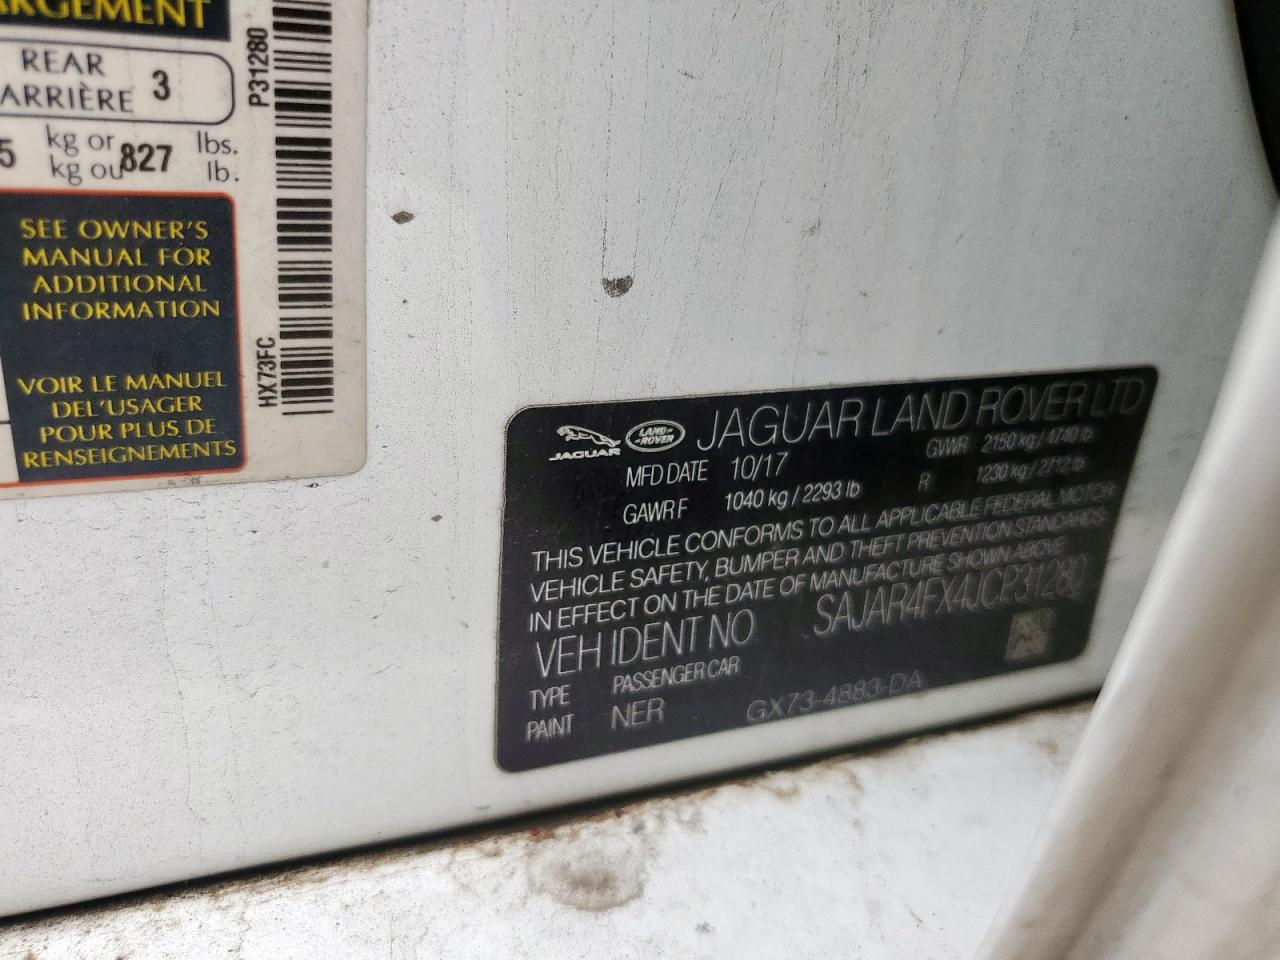 ARGEMENT
REAR
ARRIÈRE 3
5 kg or 827 lbs.
kg ou lb.
SEE OWNER'S
MANUAL FOR
ADDITIONAL
INFORMATION
VOIR LE MANUEL
DEL'USAGER
POUR PLUS DE
RENSEIGNEMENTS
P31280
HX73FC
JAGUAR
LAND-
-ROVER
JAGUAR LAND ROVER LTD
MFD DATE 10/17 GVWR 2150 kg / 4740 lb
GAWR F 1040 kg / 2293 lb R 1230 kg / 2712 lb
THIS VEHICLE CONFORMS TO ALL APPLICABLE FEDERAL MOTOR
VEHICLE SAFETY, BUMPER AND THEFT PREVENTION STANDARDS
IN EFFECT ON THE DATE OF MANUFACTURE SHOWN ABOVE
VEH IDENT NO SAJAR4FX4JCP31280
TYPE PASSENGER CAR
PAINT NER GX73-4883-DA